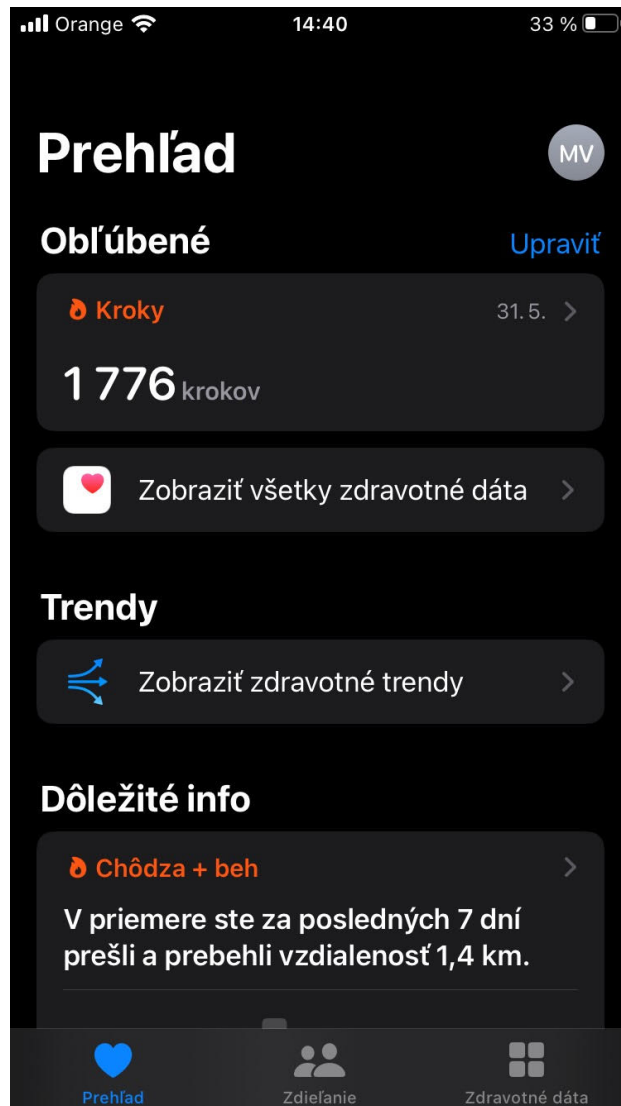 Orange 14:40 33 %
Prehľad MV
Obľúbené Upraviť
Kroky 31. 5.
1 776 krokov
Zobraziť všetky zdravotné dáta
Trendy
Zobraziť zdravotné trendy
Dôležité info
Chôdza + beh
V priemere ste za posledných 7 dní
prešli a prebehli vzdialenosť 1,4 km.
Prehľad Zdieľanie Zdravotné dáta